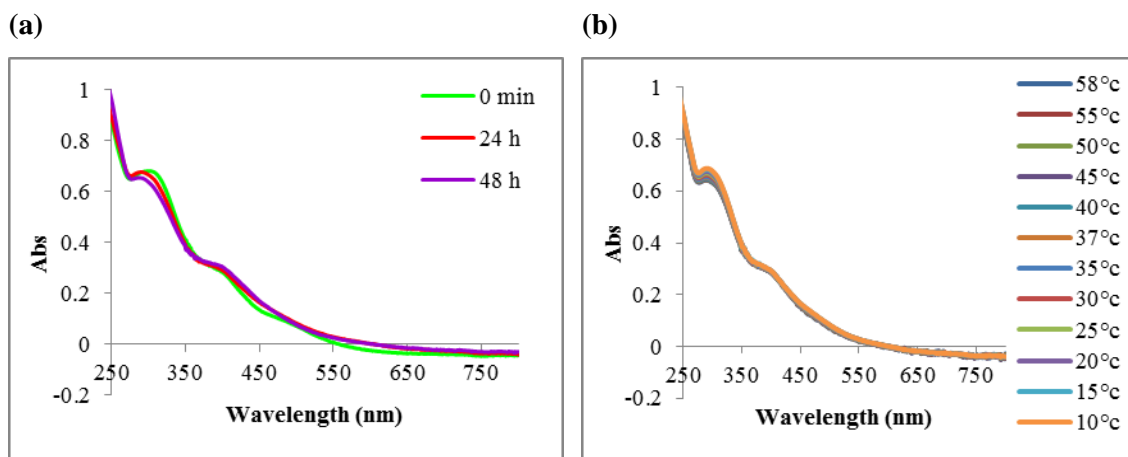 (a)
(b)
1
0.8
0.6
0.4
0.2
0
-0.2
Abs
250 350 450 550 650 750
Wavelength (nm)
0 min
24 h
48 h
1
0.8
0.6
0.4
0.2
0
-0.2
Abs
250 350 450 550 650 750
Wavelength (nm)
58°c
55°c
50°c
45°c
40°c
37°c
35°c
30°c
25°c
20°c
15°c
10°c